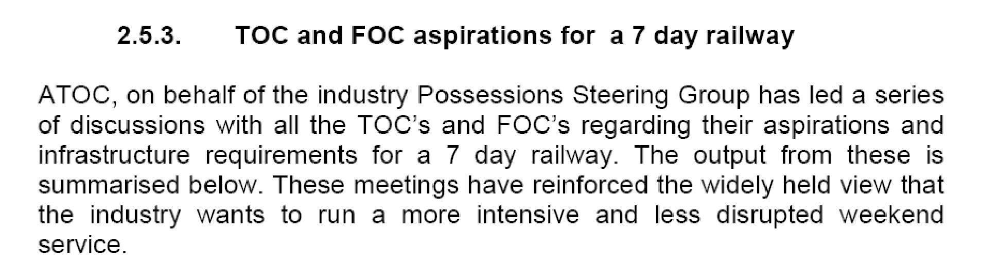 2.5.3. TOC and FOC aspirations for a 7 day railway
ATOC, on behalf of the industry Possessions Steering Group has led a series
of discussions with all the TOC’s and FOC’s regarding their aspirations and
infrastructure requirements for a 7 day railway. The output from these is
summarised below. These meetings have reinforced the widely held view that
the industry wants to run a more intensive and less disrupted weekend
service.